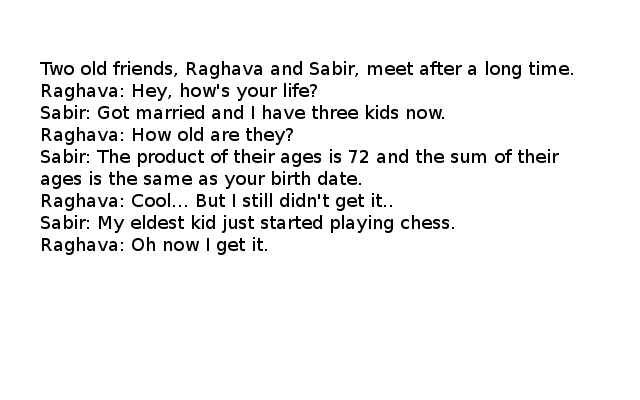 Two old friends, Raghava and Sabir, meet after a long time.
Raghava: Hey, how's your life?
Sabir: Got married and I have three kids now.
Raghava: How old are they?
Sabir: The product of their ages is 72 and the sum of their
ages is the same as your birth date.
Raghava: Cool... But I still didn't get it..
Sabir: My eldest kid just started playing chess.
Raghava: Oh now I get it.